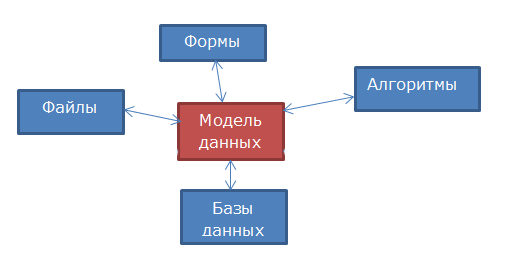 Формы
Алгоритмы
Файлы
Модель
данных
Базы
данных